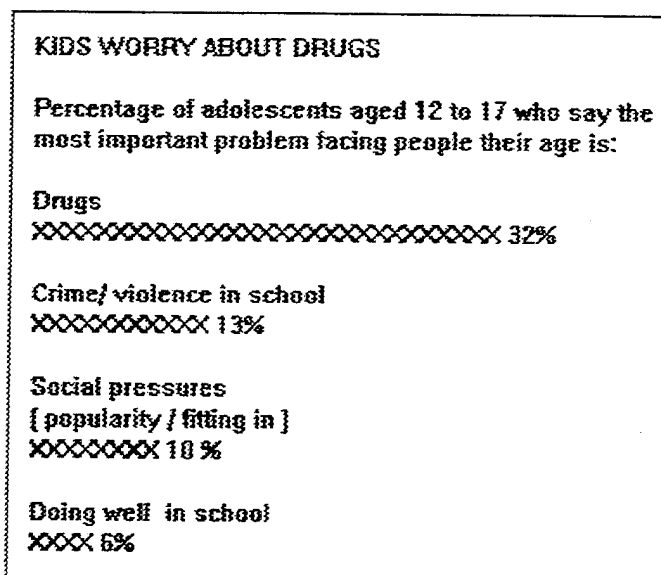 KIDS WORRY ABOUT DRUGS
Percentage of adolescents aged 12 to 17 who say the
most important problem facing people their age is:
Drugs
32%
Crime/ violence in school
13%
Social pressures
[ popularity / fitting in ]
10 %
Doing well in school
XXXX 6%